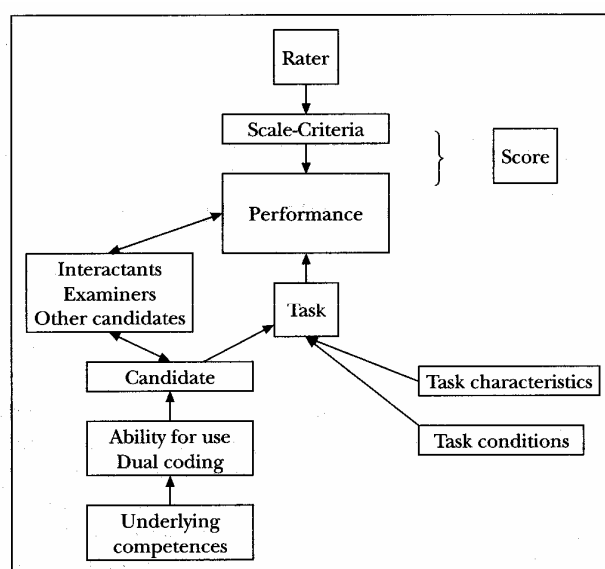 Rater
Scale-Criteria
Score
Performance
Interactants
Examiners
Other candidates
Task
Candidate
Task characteristics
Ability for use
Dual coding
Task conditions
Underlying
competences